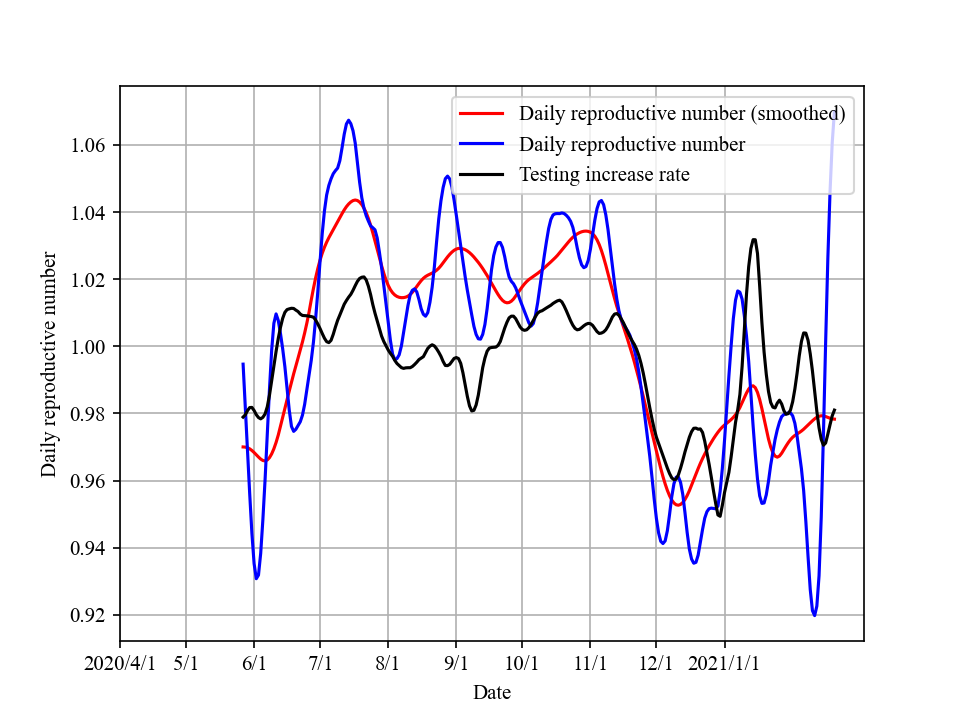 Daily reproductive number (smoothed)
Daily reproductive number
Testing increase rate
1.06
1.04
1.02
1.00
0.98
0.96
0.94
0.92
Daily reproductive number
2020/4/1 5/1 6/1 7/1 8/1 9/1 10/1 11/1 12/1 2021/1/1
Date